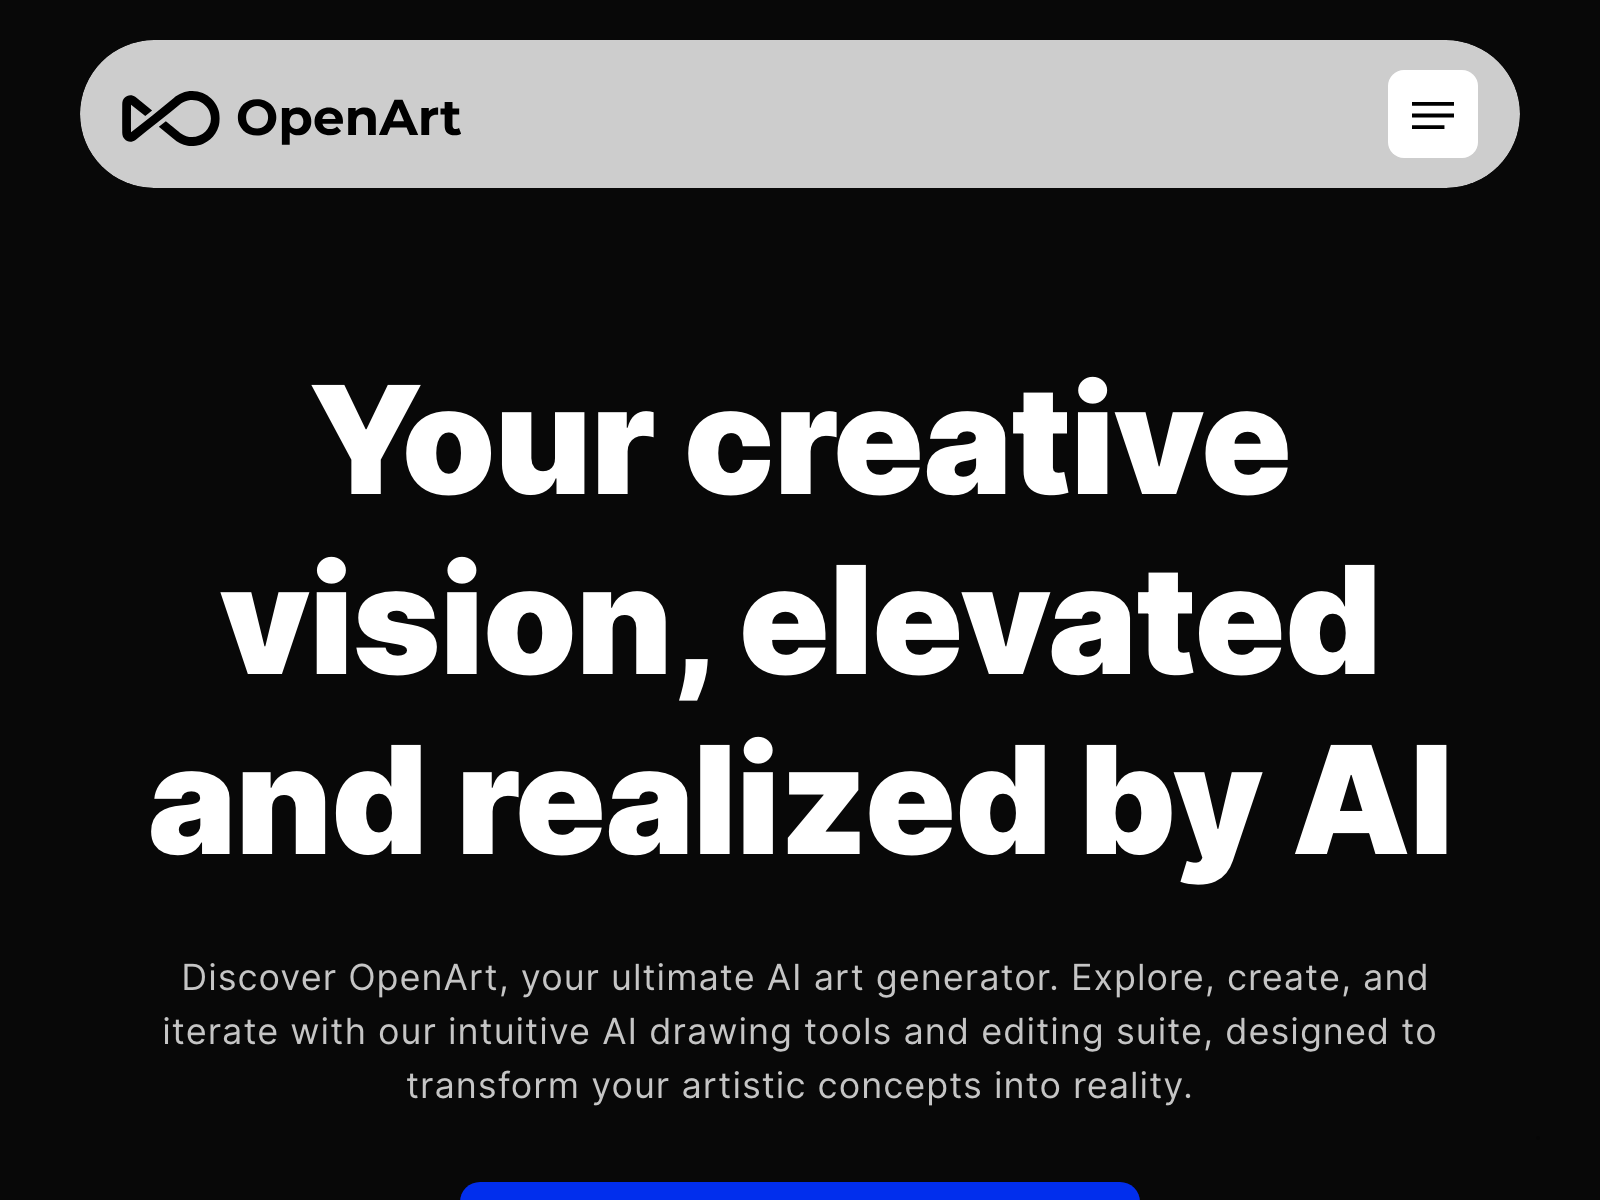 OpenArt
Your creative
vision, elevated
and realized by AI
Discover OpenArt, your ultimate AI art generator. Explore, create, and
iterate with our intuitive AI drawing tools and editing suite, designed to
transform your artistic concepts into reality.